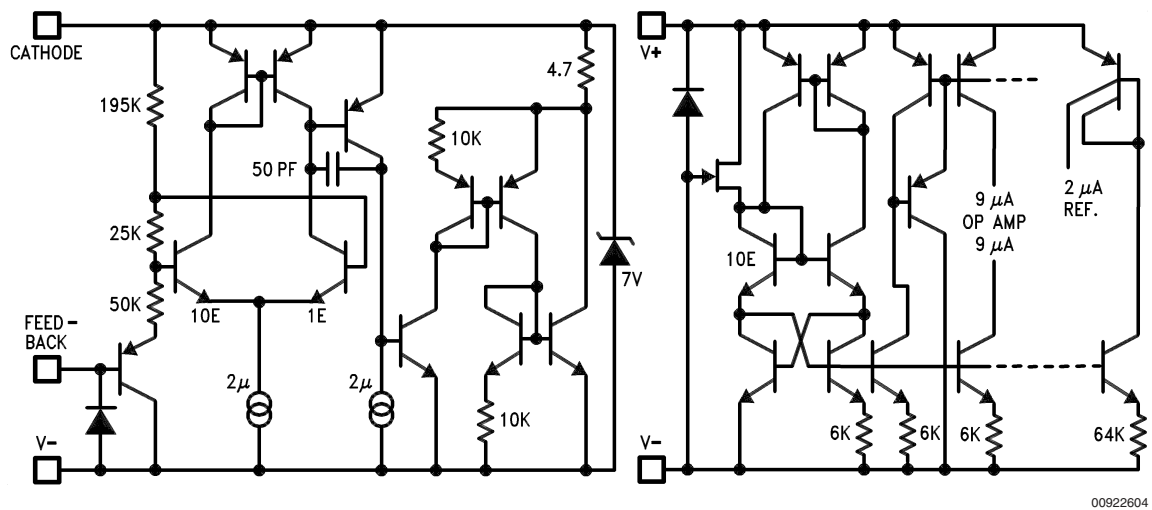 CATHODE
195K
25K
50K
FEED-
BACK
V-
10E
1E
50 PF
2μ
2μ
10K
10K
4.7
7V
V+
V-
10E
6K
6K
6K
9 μA
OP AMP
9 μA
2 μA
REF.
64K
00922604